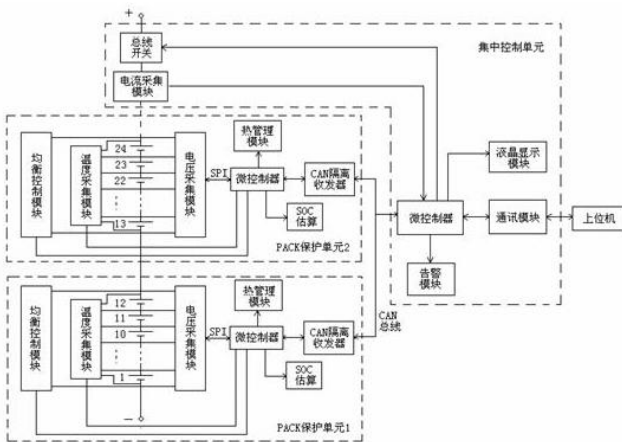 +
总线
开关
集中控制单元
电流采集
模块
均衡控制模块
温度采集模块
24
23
22
13
电压采集模块
SPI
热管理
模块
微控制器
CAN隔离
收发器
SOC
估算
PACK保护单元2
微控制器
液晶显示
模块
通讯模块
上位机
告警
模块
CAN
总线
均衡控制模块
温度采集模块
12
11
10
1
电压采集模块
SPI
热管理
模块
微控制器
CAN隔离
收发器
SOC
估算
PACK保护单元1
—